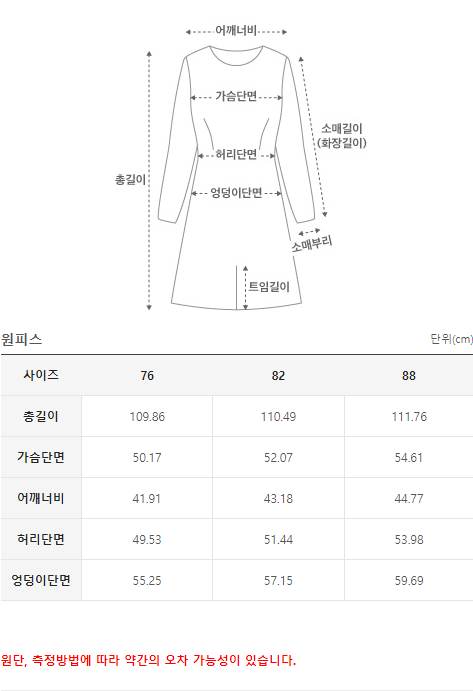 어깨너비
가슴단면
소매길이
(화장길이)
허리단면
총길이
엉덩이단면
소매부리
트임길이
원피스 단위(cm)
사이즈 76 82 88
총길이 109.86 110.49 111.76
가슴단면 50.17 52.07 54.61
어깨너비 41.91 43.18 44.77
허리단면 49.53 51.44 53.98
엉덩이단면 55.25 57.15 59.69
원단, 측정방법에 따라 약간의 오차 가능성이 있습니다.